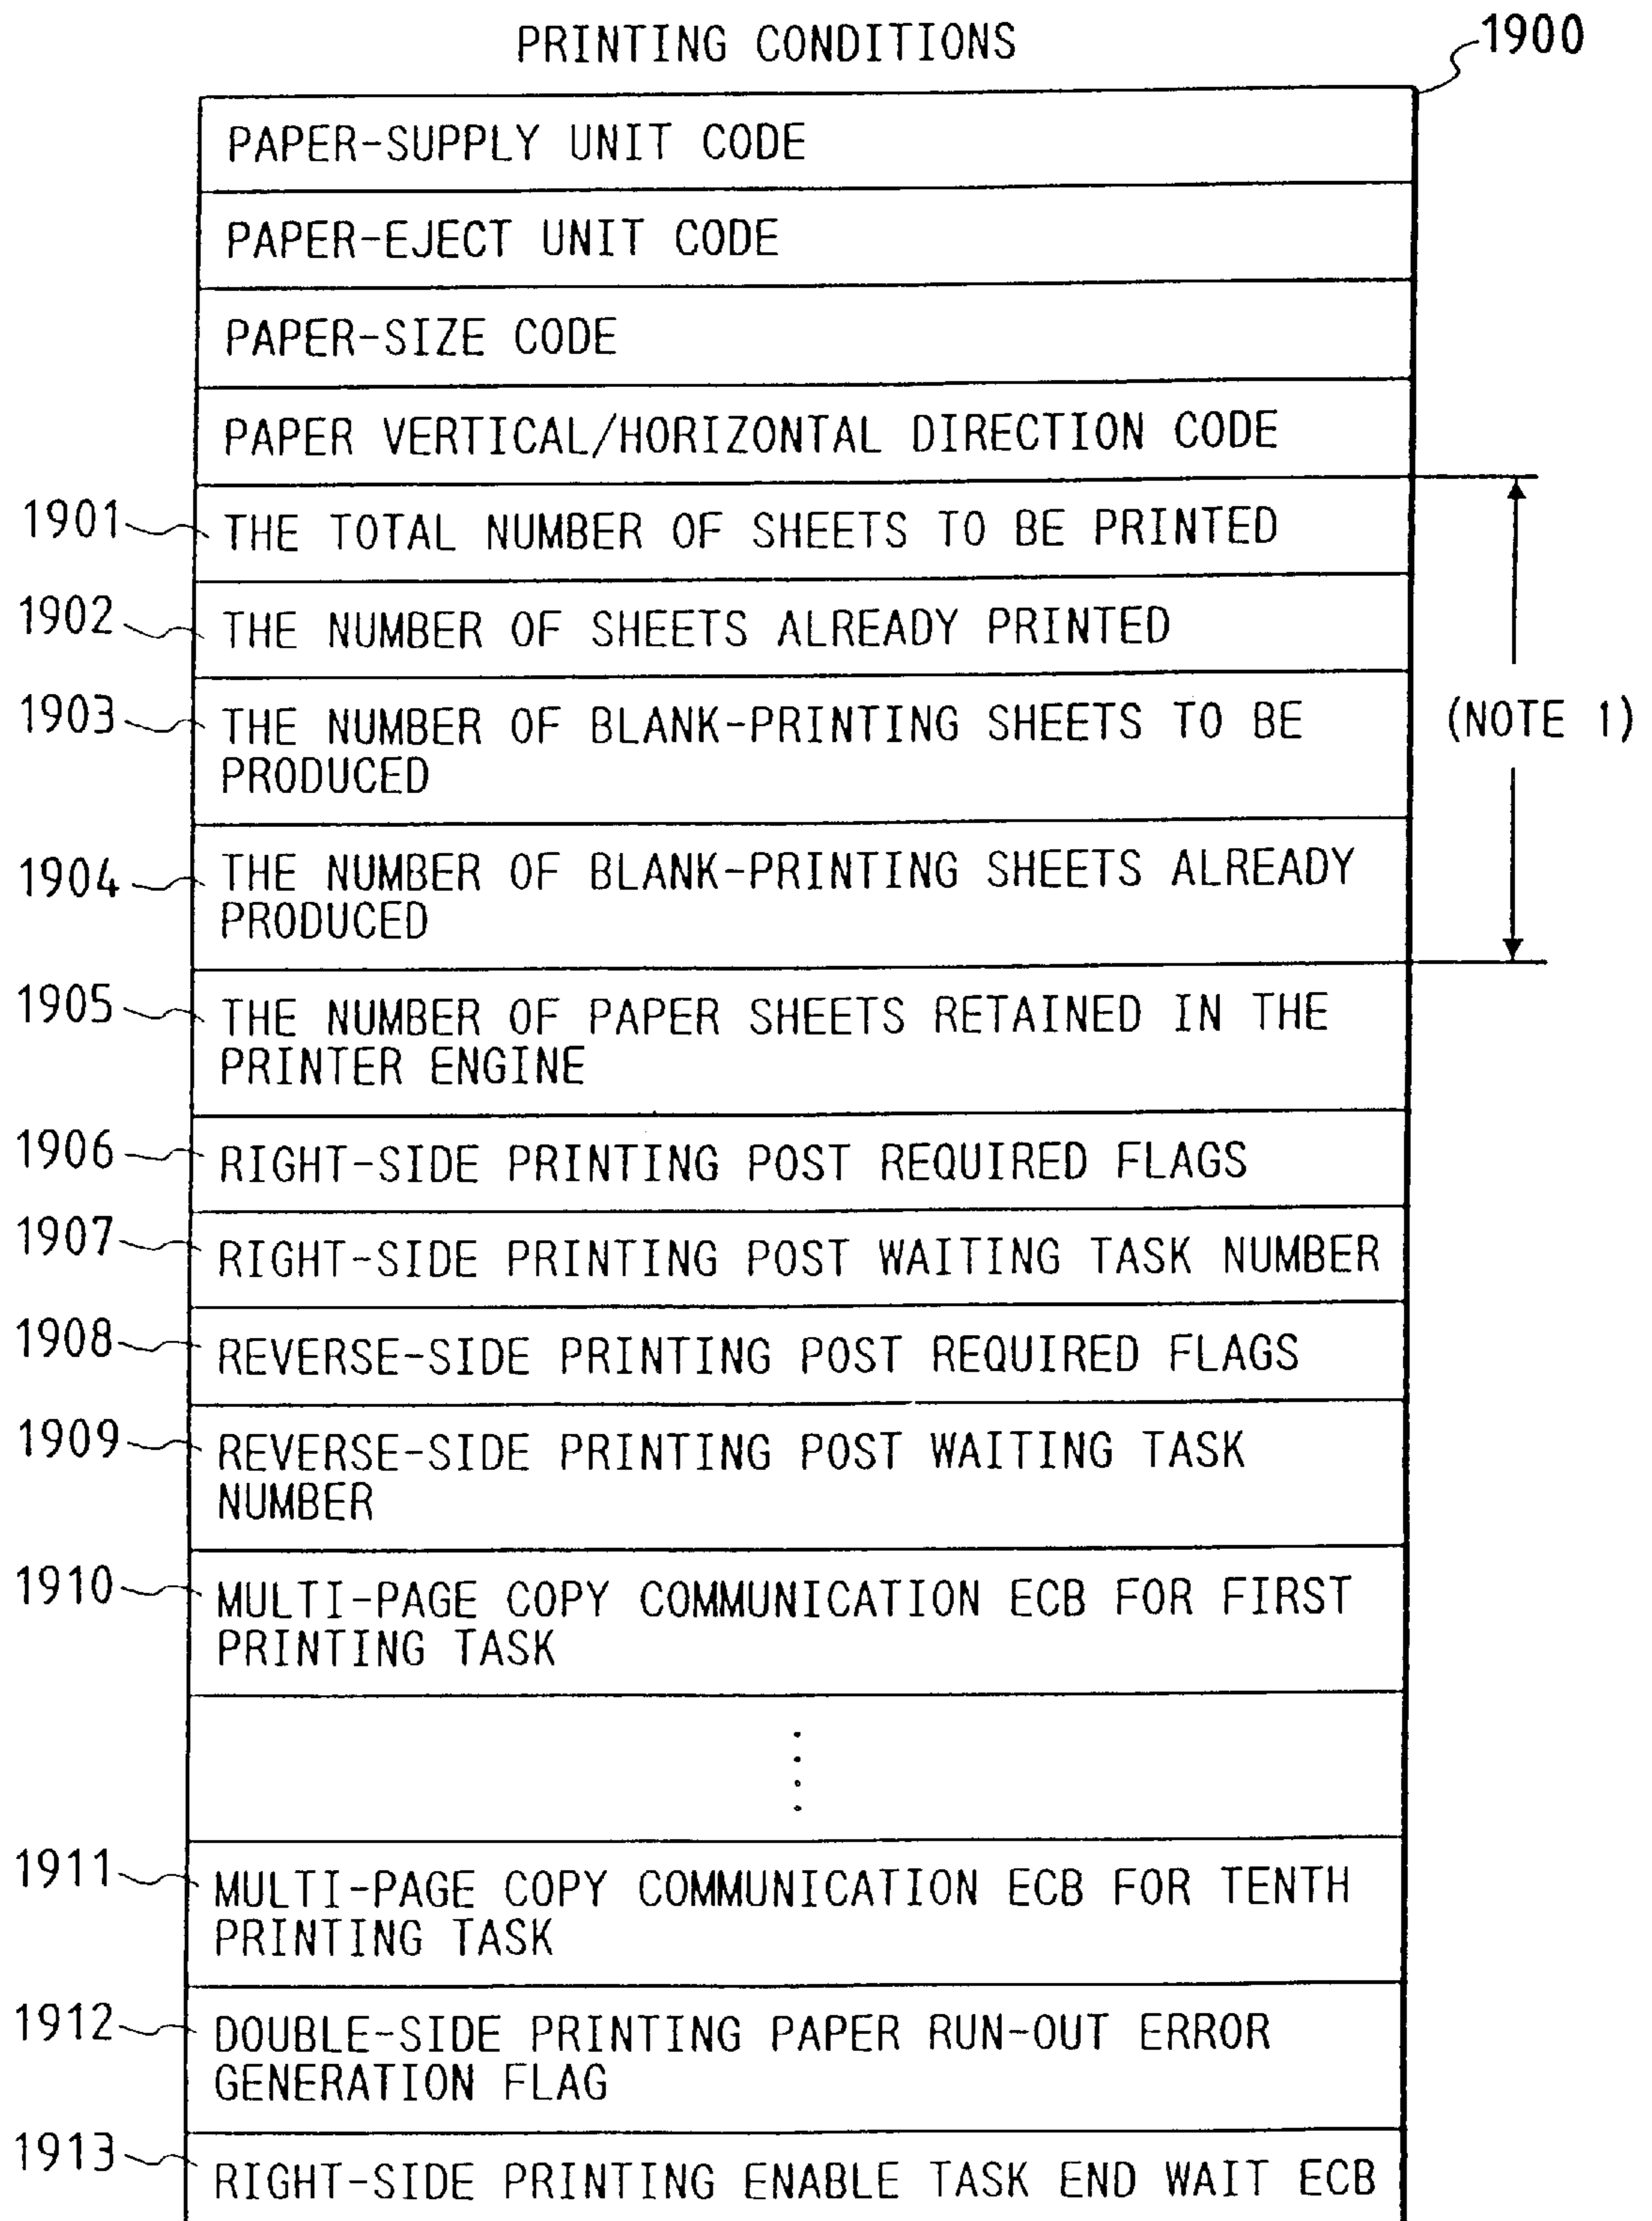 PRINTING CONDITIONS
1900
PAPER-SUPPLY UNIT CODE
PAPER-EJECT UNIT CODE
PAPER-SIZE CODE
PAPER VERTICAL/HORIZONTAL DIRECTION CODE
1901 THE TOTAL NUMBER OF SHEETS TO BE PRINTED
1902 THE NUMBER OF SHEETS ALREADY PRINTED
1903 THE NUMBER OF BLANK-PRINTING SHEETS TO BE
PRODUCED
(NOTE 1)
1904 THE NUMBER OF BLANK-PRINTING SHEETS ALREADY
PRODUCED
1905 THE NUMBER OF PAPER SHEETS RETAINED IN THE
PRINTER ENGINE
1906 RIGHT-SIDE PRINTING POST REQUIRED FLAGS
1907 RIGHT-SIDE PRINTING POST WAITING TASK NUMBER
1908 REVERSE-SIDE PRINTING POST REQUIRED FLAGS
1909 REVERSE-SIDE PRINTING POST WAITING TASK
NUMBER
1910 MULTI-PAGE COPY COMMUNICATION ECB FOR FIRST
PRINTING TASK
1911 MULTI-PAGE COPY COMMUNICATION ECB FOR TENTH
PRINTING TASK
1912 DOUBLE-SIDE PRINTING PAPER RUN-OUT ERROR
GENERATION FLAG
1913 RIGHT-SIDE PRINTING ENABLE TASK END WAIT ECB